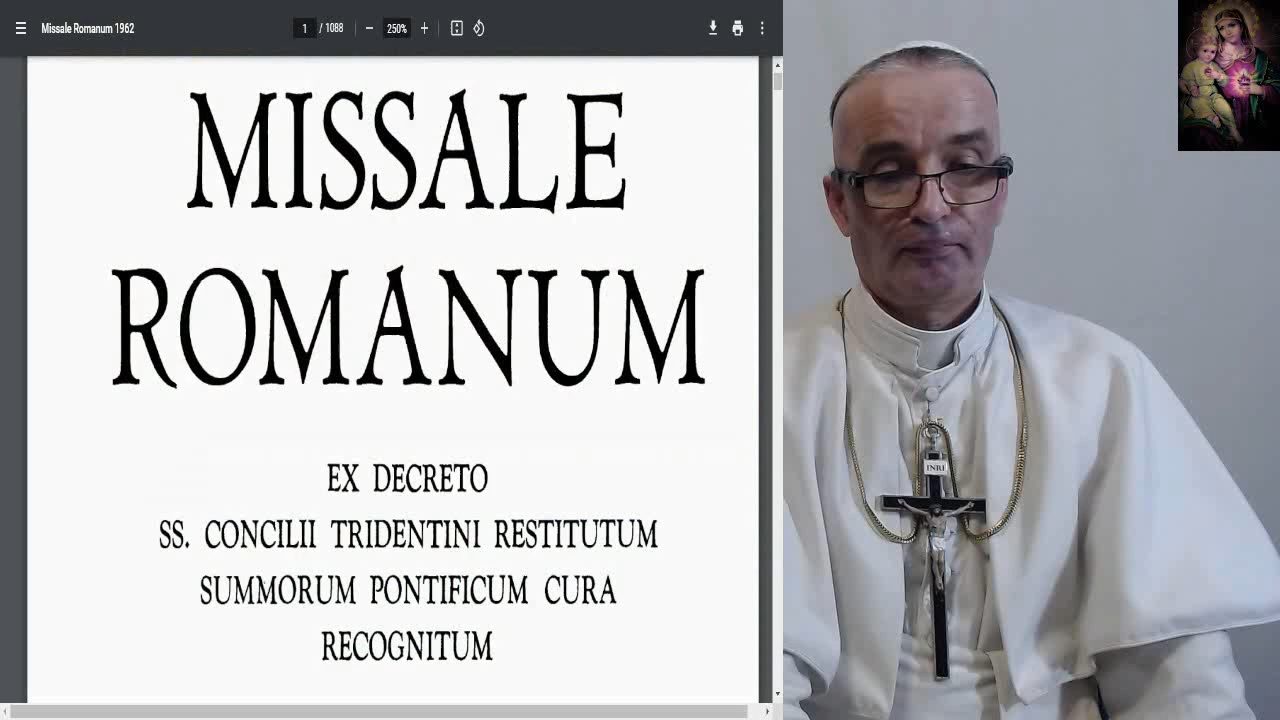 Missale Romanum 1962
1 / 1088
250%
MISSALE
ROMANUM
EX DECRETO
SS. CONCILII TRIDENTINI RESTITUTUM
SUMMORUM PONTIFICUM CURA
RECOGNITUM
INRI